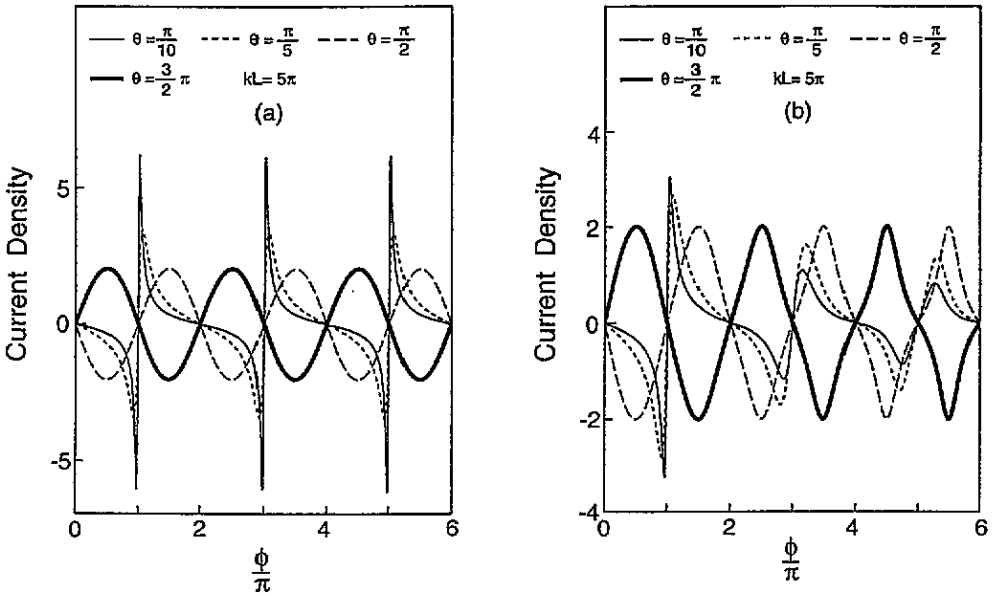 θ = π/10 θ = π/5 θ = π/2
θ = 3/2 π kL = 5π
(a)
Current Density
5
0
-5
0 2 4 6
ϕ/π
θ = π/10 θ = π/5 θ = π/2
θ = 3/2 π kL = 5π
(b)
Current Density
4
2
0
-2
-4
0 2 4 6
ϕ/π